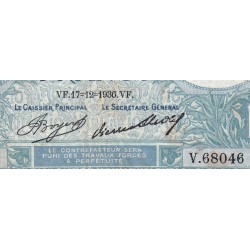 VF.17=12=1936.VF.
LE CAISSIER PRINCIPAL LE SECRÉTAIRE GÉNÉRAL
LE CONTREFACTEUR SERA
PUNI DES TRAVAUX FORCÉS
À PERPÉTUITÉ
V.68046